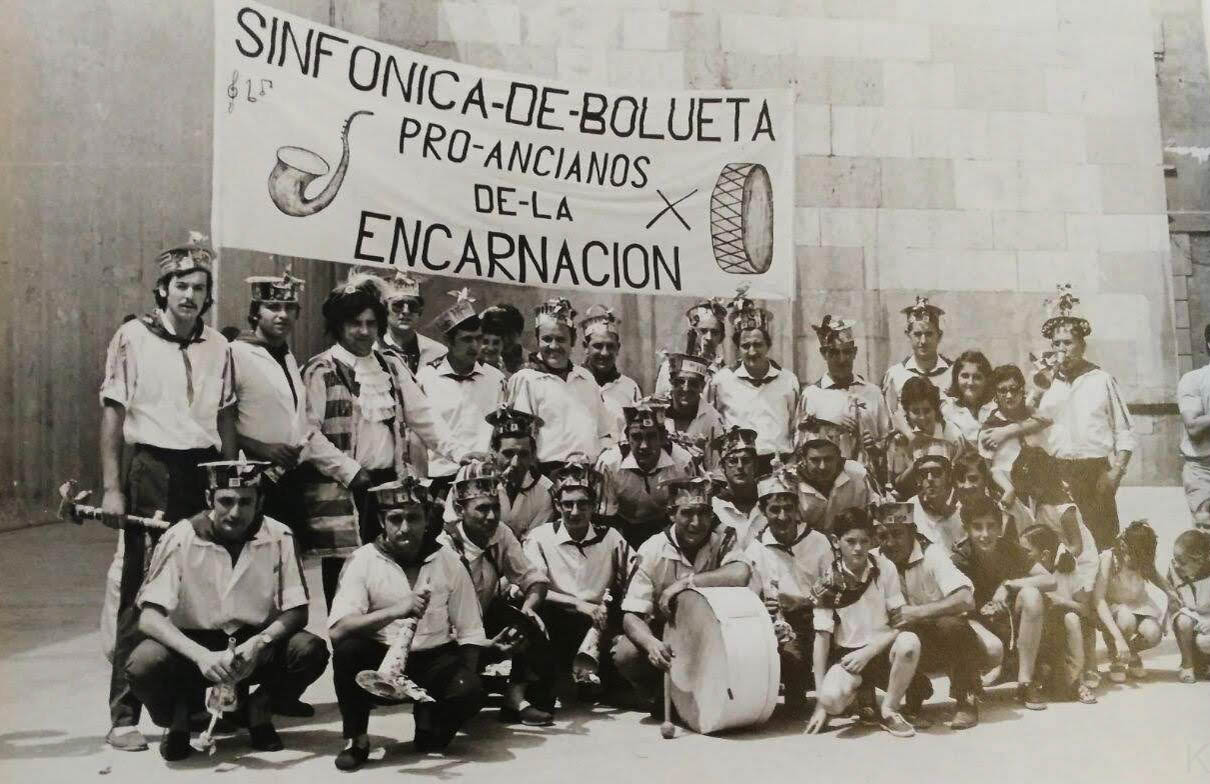 SINFONICA-DE-BOLUETA
PRO-ANCIANOS
DE-LA
ENCARNACION
K